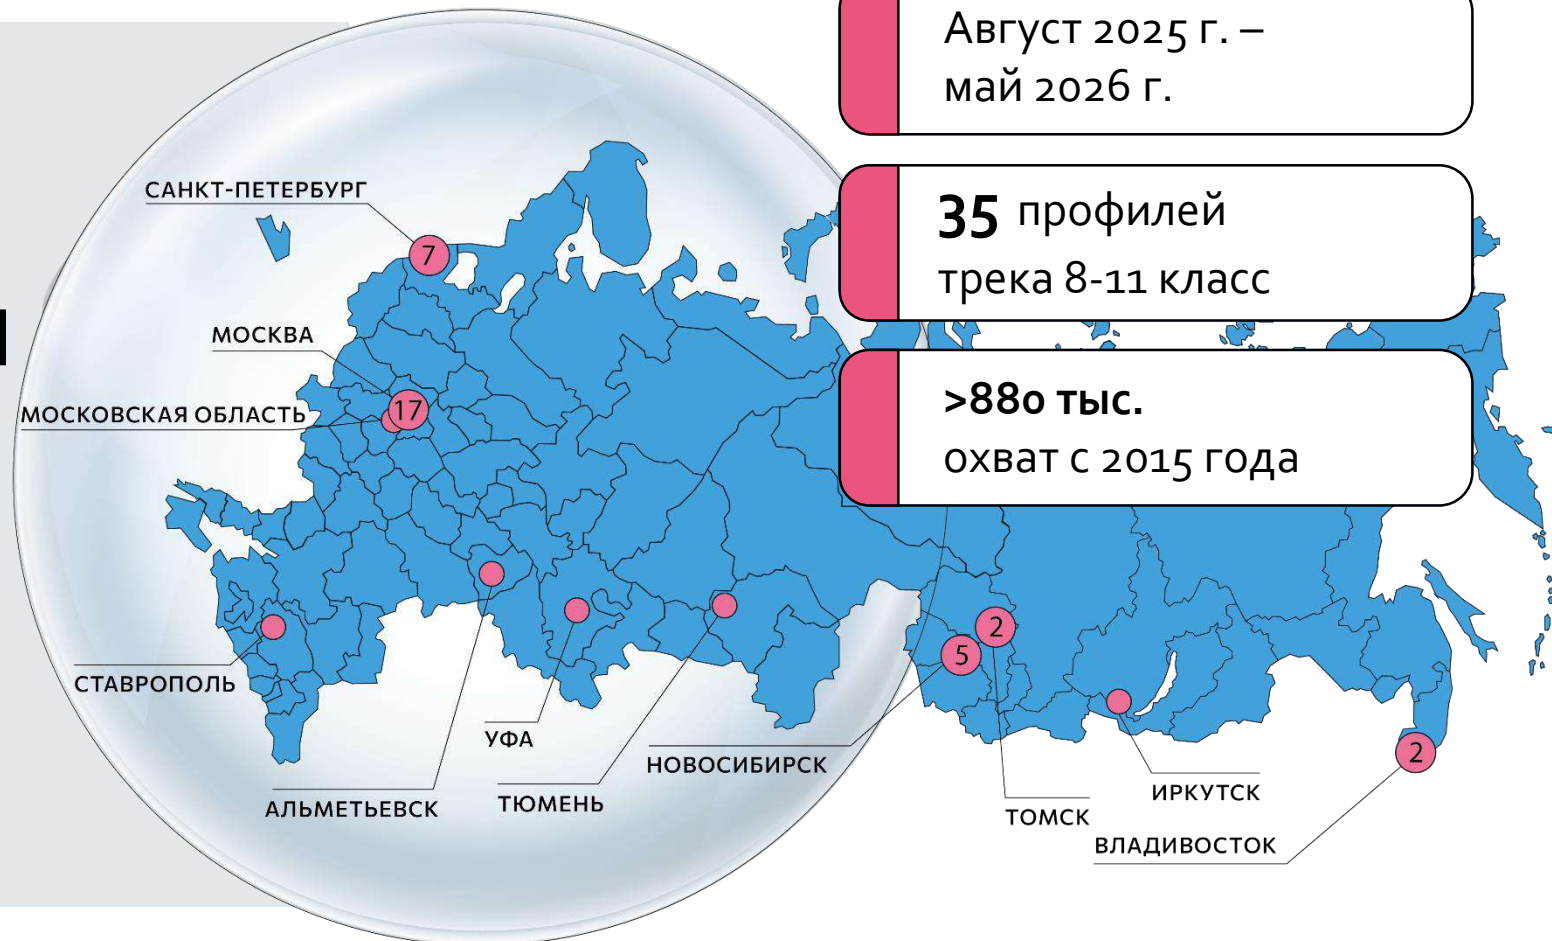 Август 2025 г. –
май 2026 г.
35 профилей
трека 8-11 класс
>880 тыс.
охват с 2015 года
САНКТ-ПЕТЕРБУРГ
7
МОСКВА
17
МОСКОВСКАЯ ОБЛАСТЬ
СТАВРОПОЛЬ
АЛЬМЕТЬЕВСК
УФА
ТЮМЕНЬ
НОВОСИБИРСК
5
2
ТОМСК
ИРКУТСК
ВЛАДИВОСТОК
2